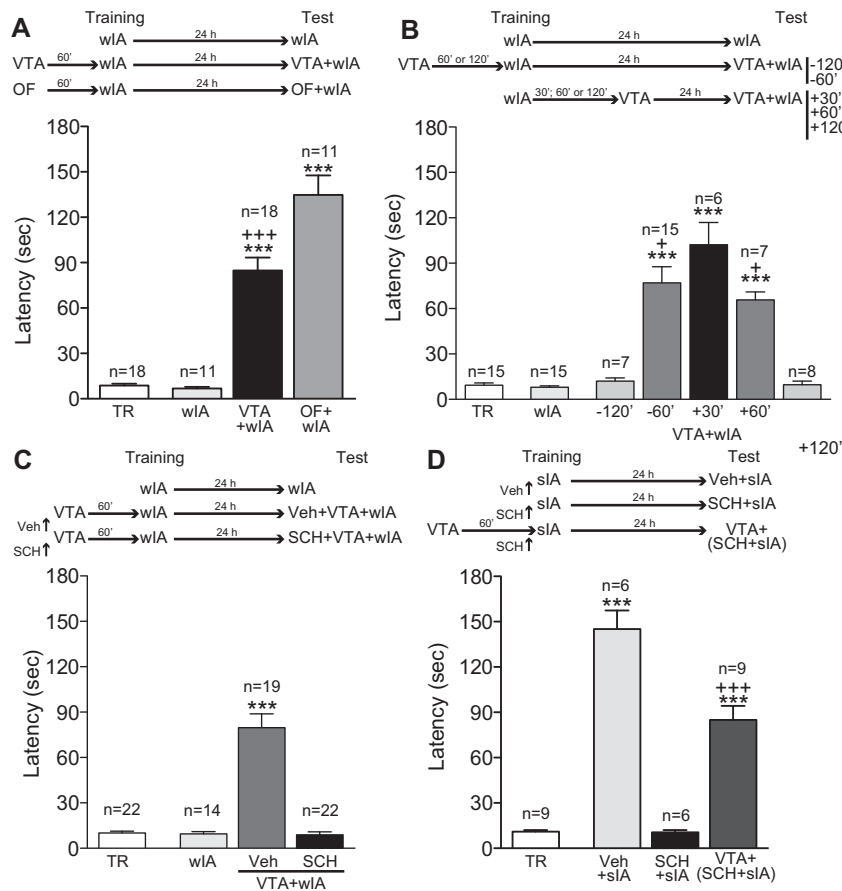 A
Training Test
wIA 24 h wIA
VTA 60' wIA 24 h VTA+wIA
OF 60' wIA 24 h OF+wIA
Latency (sec)
180
150
120
90
60
30
0
n=18
n=11
n=18
+++
***
n=11
***
TR wIA VTA +wIA OF+ wIA
B
Training Test
wIA 24 h wIA
VTA 60' or 120' wIA 24 h VTA+wIA -120'
-60'
wIA 30'; 60' or 120' VTA 24 h VTA+wIA +30'
+60'
+120'
Latency (sec)
180
150
120
90
60
30
0
n=15
n=15
n=7
n=15
+
***
n=6
***
n=7
+
***
n=8
TR wIA -120' -60' +30' +60'
VTA+wIA
+120'
C
Training Test
wIA 24 h wIA
VTA 60' wIA 24 h Veh+VTA+wIA
Veh
VTA 60' wIA 24 h SCH+VTA+wIA
SCH
Latency (sec)
180
150
120
90
60
30
0
n=22
n=14
n=19
***
n=22
TR wIA Veh SCH
VTA+wIA
D
Training Test
sIA 24 h Veh+sIA
Veh
sIA 24 h SCH+sIA
SCH
VTA 60' sIA 24 h VTA+
(SCH+sIA)
SCH
Latency (sec)
180
150
120
90
60
30
0
n=9
n=6
***
n=6
n=9
+++
***
TR Veh SCH VTA+
+sIA +sIA (SCH+sIA)